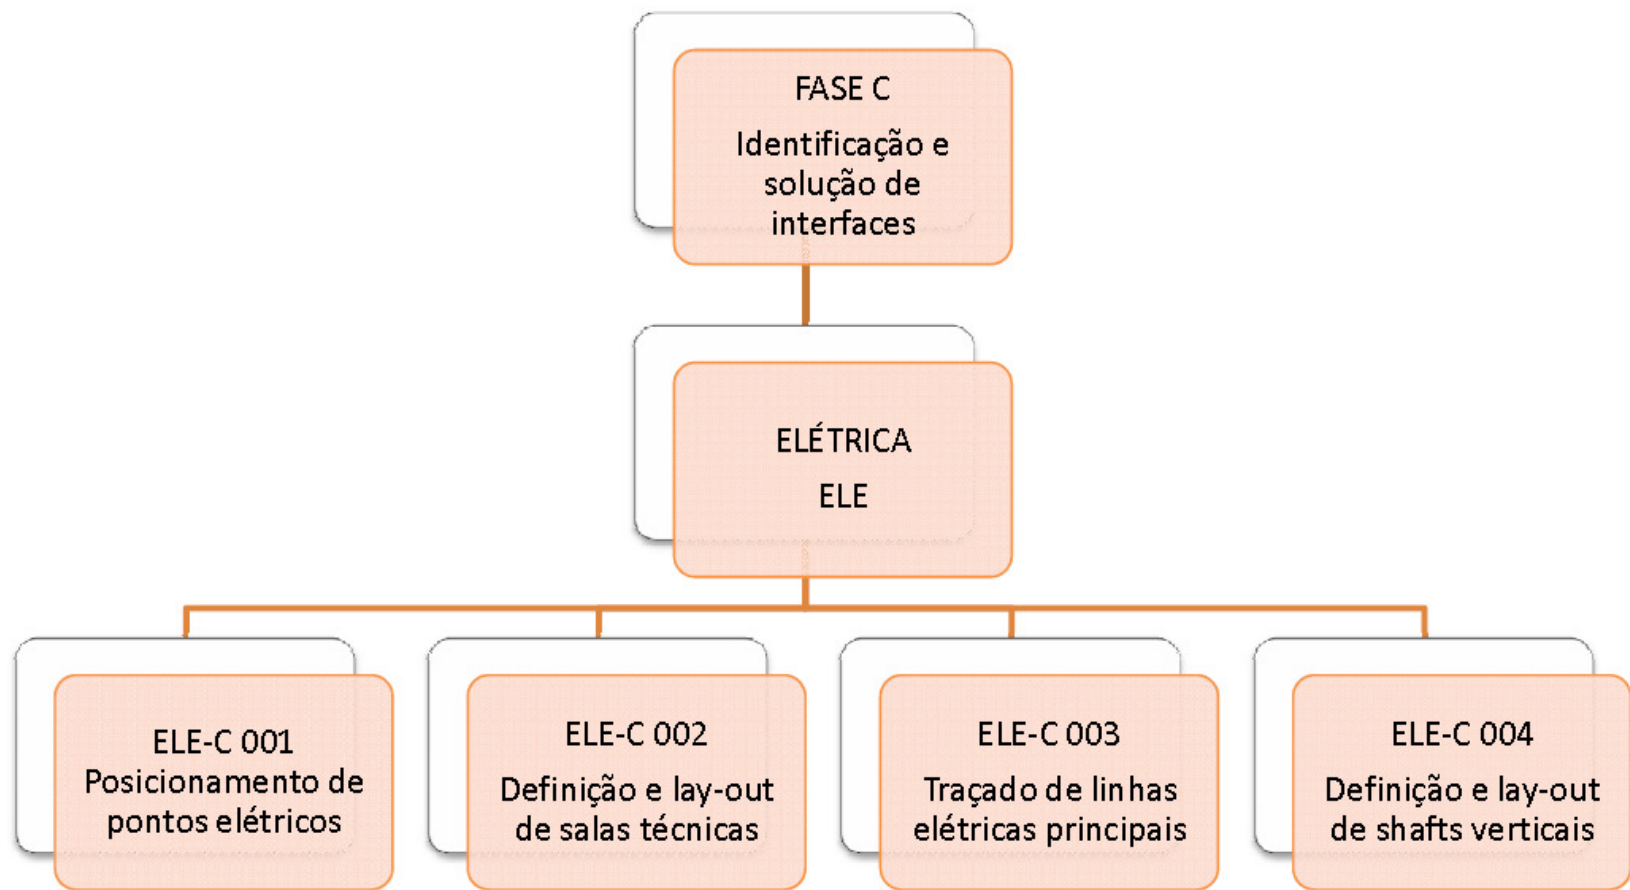 FASE C
Identificação e
solução de
interfaces
ELÉTRICA
ELE
ELE-C 001
Posicionamento de
pontos elétricos
ELE-C 002
Definição e lay-out
de salas técnicas
ELE-C 003
Traçado de linhas
elétricas principais
ELE-C 004
Definição e lay-out
de shafts verticais